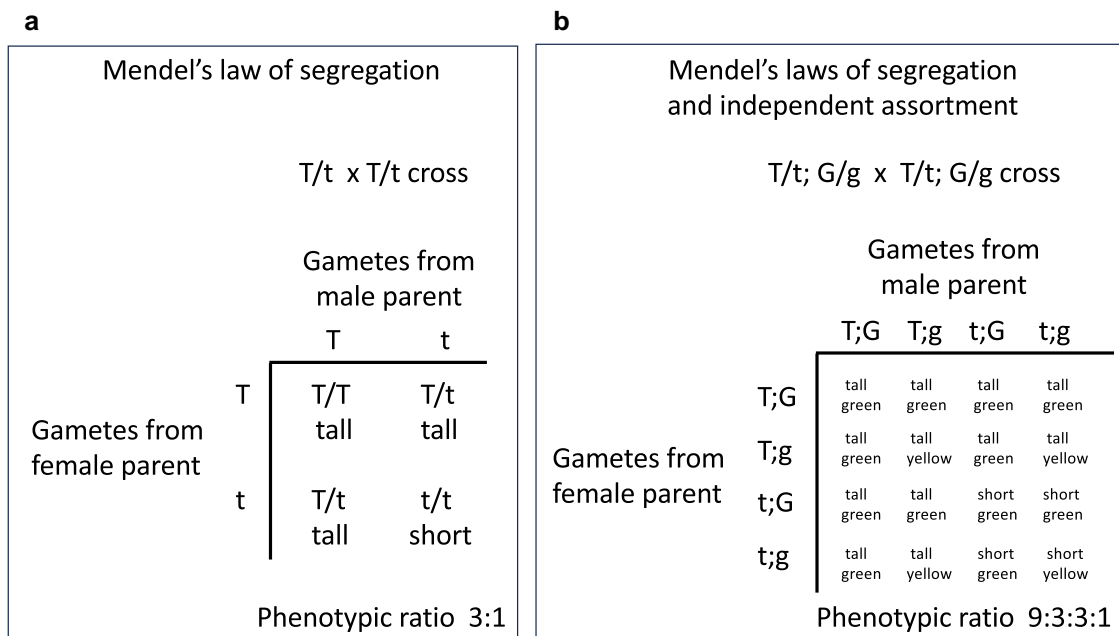 a
Mendel's law of segregation
T/t x T/t cross
Gametes from
male parent
T t
T T/T T/t
tall tall
Gametes from
female parent
t T/t t/t
tall short
Phenotypic ratio 3:1
b
Mendel's laws of segregation
and independent assortment
T/t; G/g x T/t; G/g cross
Gametes from
male parent
T;G T;g t;G t;g
T;G
tall tall tall tall
green green green green
T;g
tall tall tall tall
green yellow green yellow
Gametes from
female parent
t;G
tall tall short short
green green green green
t;g
tall tall short short
green yellow green yellow
Phenotypic ratio 9:3:3:1